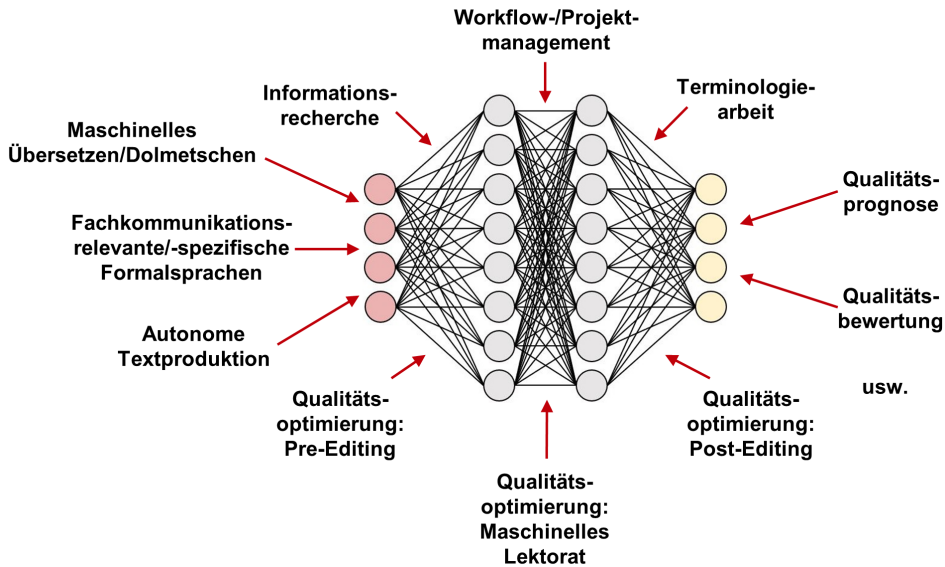 Workflow-/Projekt-
management
Informations-
recherche
Terminologie-
arbeit
Maschinelles
Übersetzen/Dolmetschen
Qualitäts-
prognose
Fachkommunikations-
relevante/-spezifische
Formalsprachen
Qualitäts-
bewertung
Autonome
Textproduktion
usw.
Qualitäts-
optimierung:
Pre-Editing
Qualitäts-
optimierung:
Post-Editing
Qualitäts-
optimierung:
Maschinelles
Lektorat